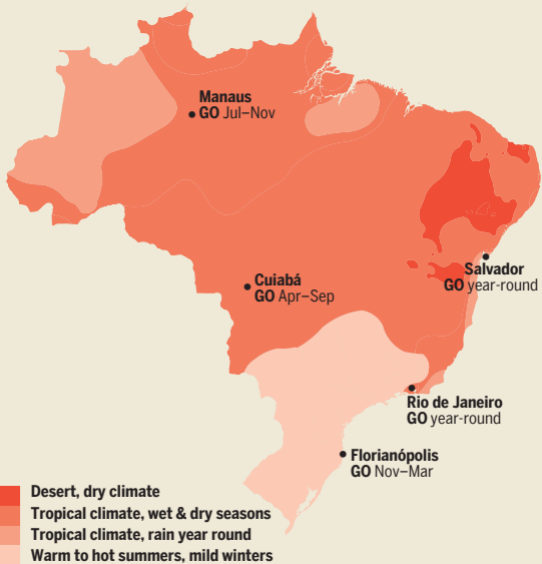 Manaus
GO Jul–Nov
Salvador
GO year-round
Cuiabá
GO Apr–Sep
Rio de Janeiro
GO year-round
Florianópolis
GO Nov–Mar
Desert, dry climate
Tropical climate, wet & dry seasons
Tropical climate, rain year round
Warm to hot summers, mild winters